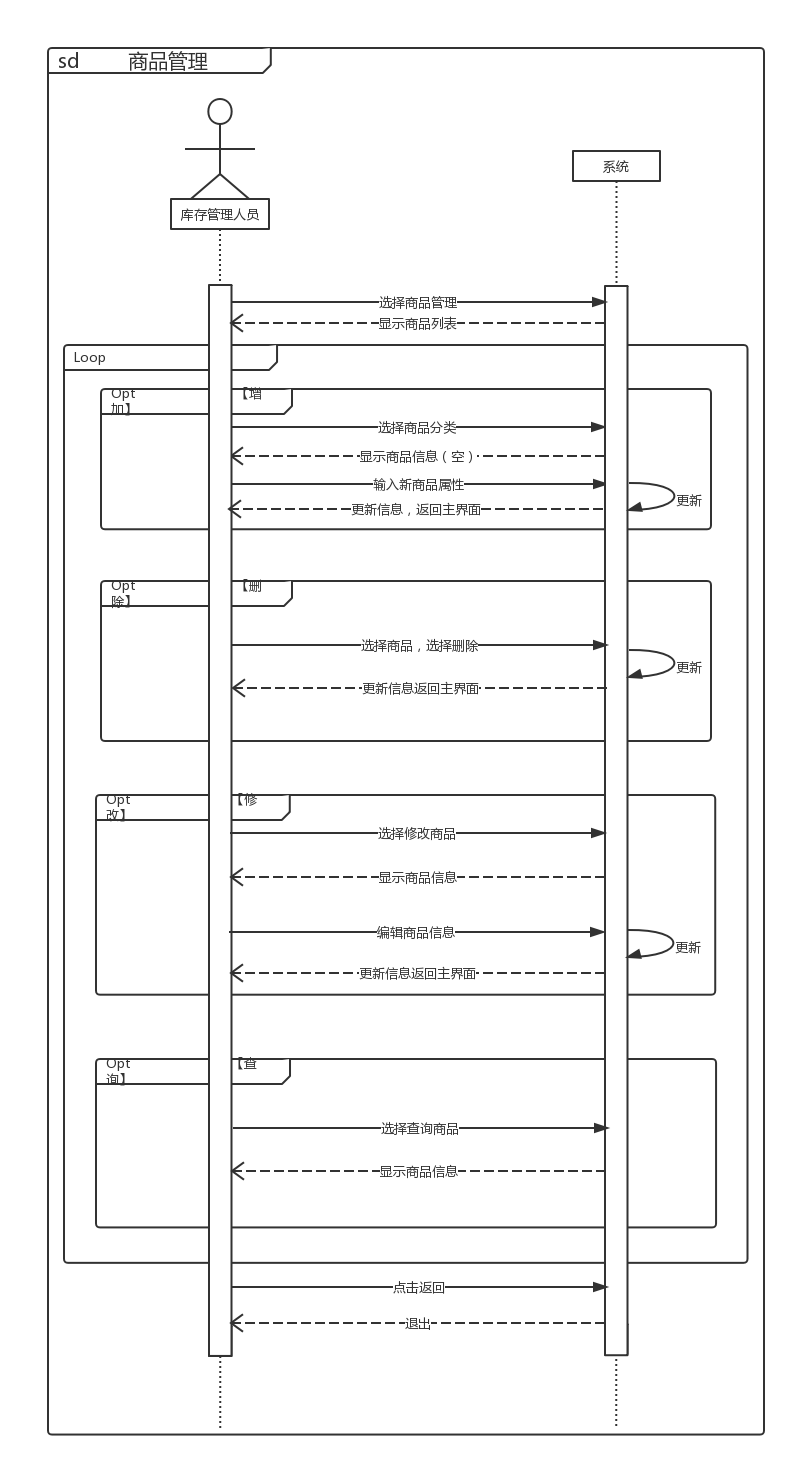 sd 商品管理
系统
库存管理人员
选择商品管理
显示商品列表
Loop
Opt 【增
加】
选择商品分类
显示商品信息（空）
输入新商品属性
更新
更新信息，返回主界面
Opt 【删
除】
选择商品，选择删除
更新
更新信息返回主界面
Opt 【修
改】
选择修改商品
显示商品信息
编辑商品信息
更新
更新信息返回主界面
Opt 【查
询】
选择查询商品
显示商品信息
点击返回
退出